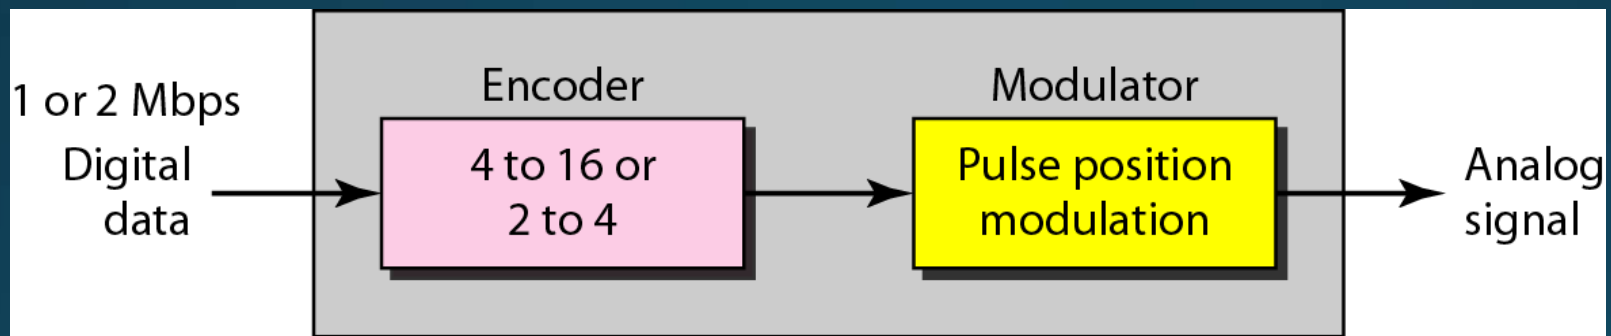 1 or 2 Mbps
Digital
data
Encoder
4 to 16 or
2 to 4
Modulator
Pulse position
modulation
Analog
signal